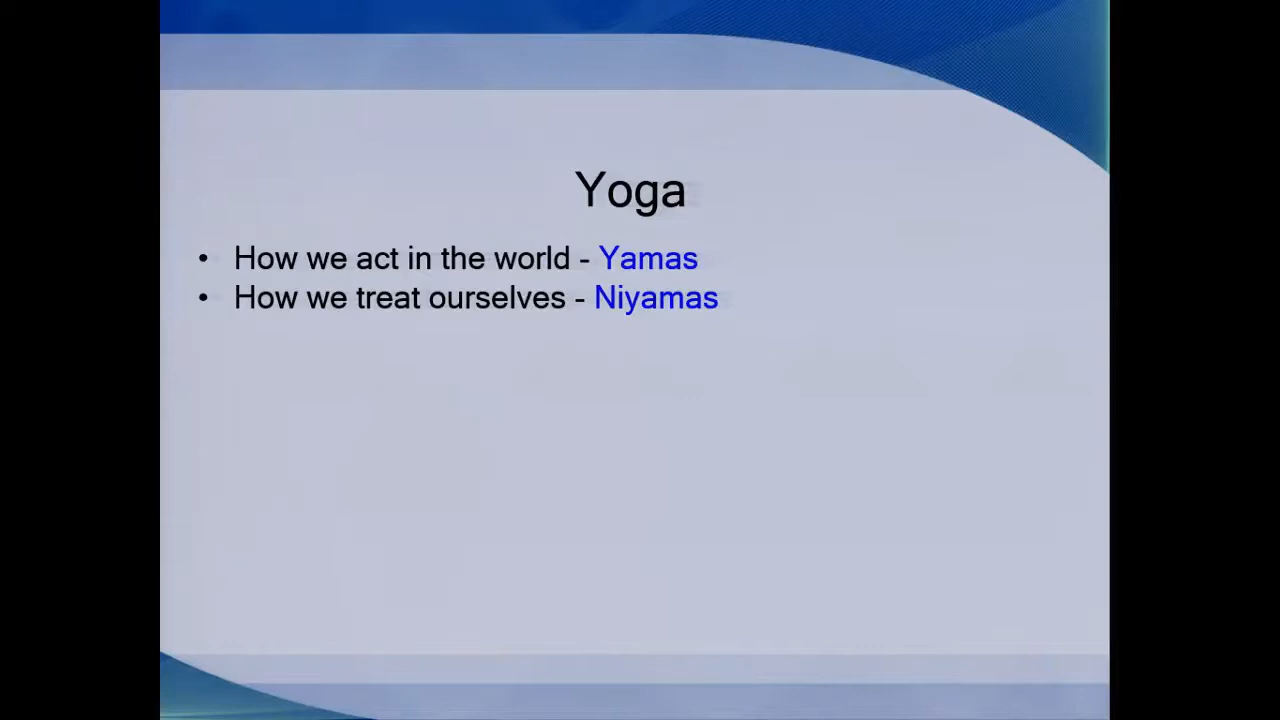 Yoga
• How we act in the world - Yamas
• How we treat ourselves - Niyamas